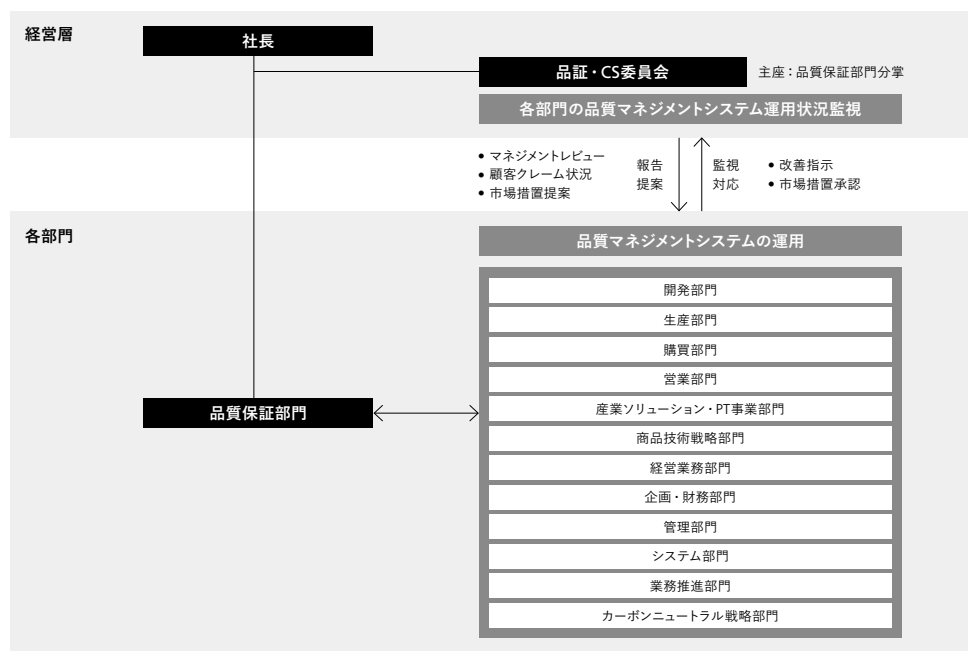 経営層
社長
品証・CS委員会
主座：品質保証部門分掌
各部門の品質マネジメントシステム運用状況監視
• マネジメントレビュー
• 顧客クレーム状況
• 市場措置提案
報告
提案
監視
対応
• 改善指示
• 市場措置承認
各部門
品質マネジメントシステムの運用
開発部門
生産部門
購買部門
営業部門
品質保証部門
産業ソリューション・PT事業部門
商品技術戦略部門
経営業務部門
企画・財務部門
管理部門
システム部門
業務推進部門
カーボンニュートラル戦略部門